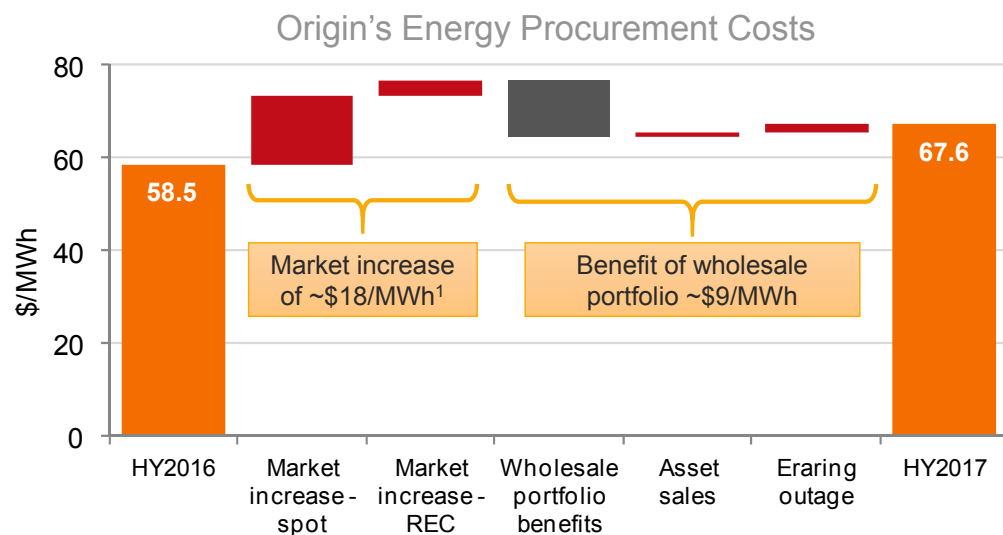 Origin's Energy Procurement Costs
$/MWh
80
60
40
20
0
58.5
67.6
Market increase
of ~$18/MWh¹
Benefit of wholesale
portfolio ~$9/MWh
HY2016
Market
increase-
spot
Market
increase-
REC
Wholesale
portfolio
benefits
Asset
sales
Eraring
outage
HY2017